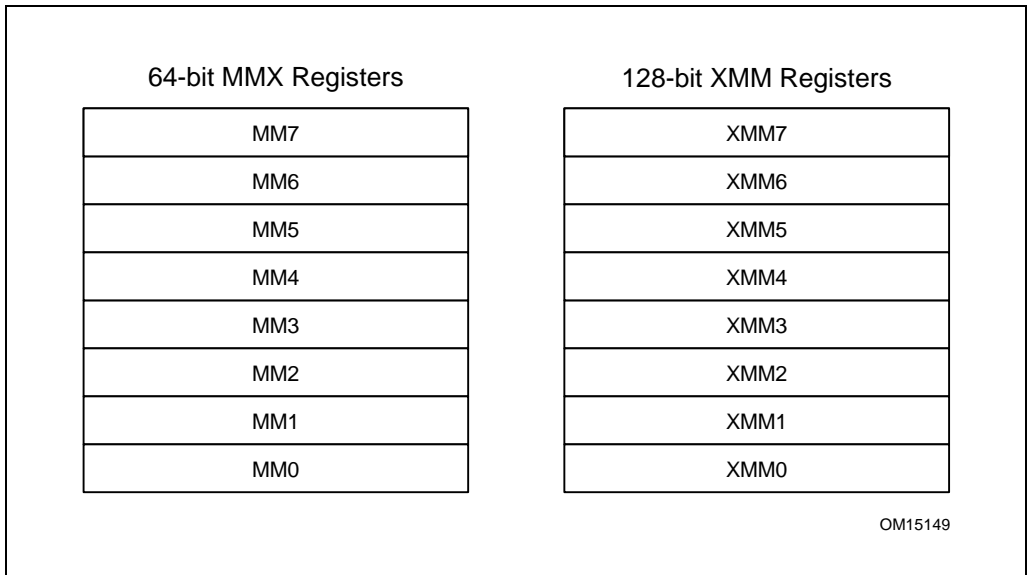 64-bit MMX Registers
MM7
MM6
MM5
MM4
MM3
MM2
MM1
MM0
128-bit XMM Registers
XMM7
XMM6
XMM5
XMM4
XMM3
XMM2
XMM1
XMM0
OM15149